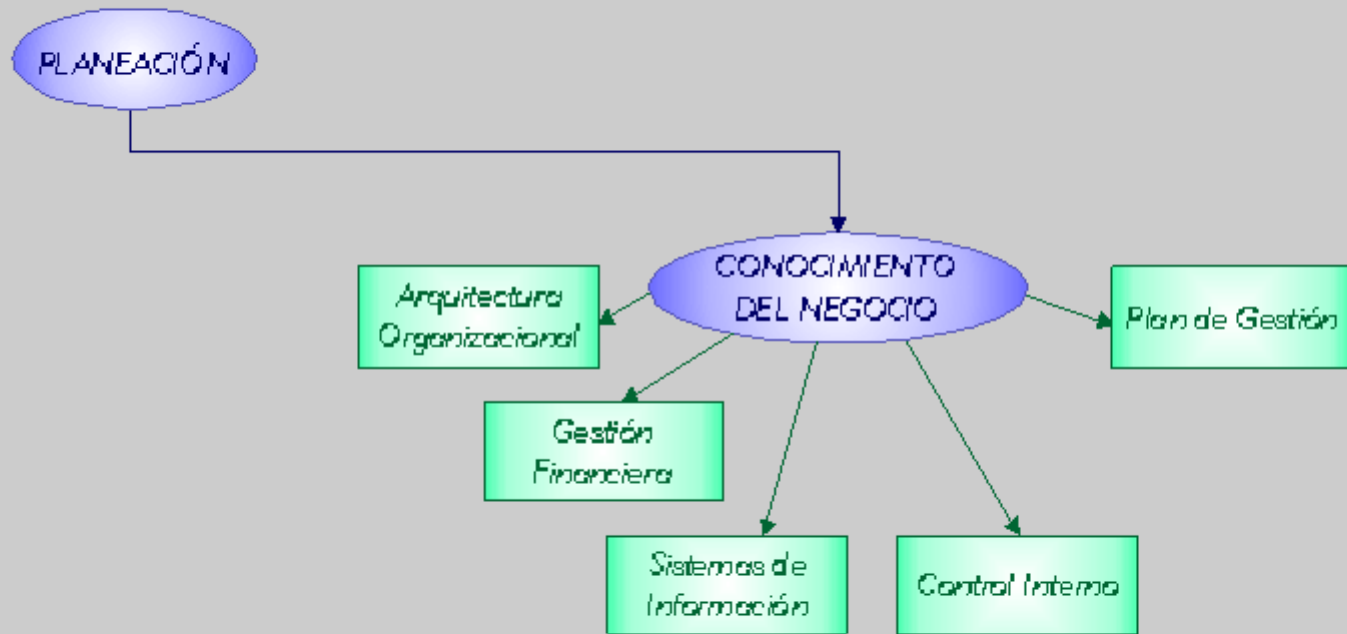 PLANEACIÓN
CONOCIMIENTO
DEL NEGOCIO
Arquitectura
Organizacional
Plan de Gestión
Gestión
Financiera
Sistemas de
Información
Control Interno